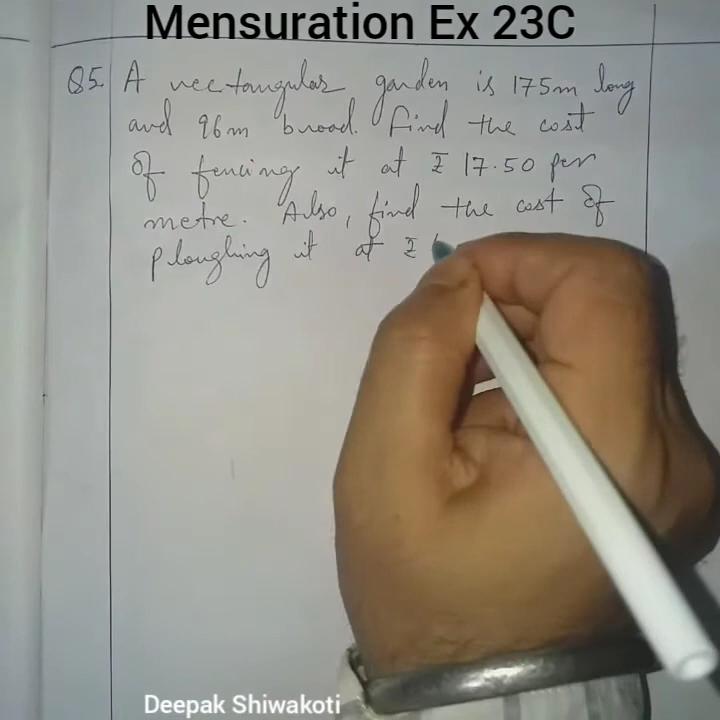 Mensuration Ex 23C
Q5. A rectangular garden is 175m long
and 96m broad. Find the cost
of fencing it at ₹ 17.50 per
metre. Also, find the cost of
ploughing it at ₹
Deepak Shiwakoti